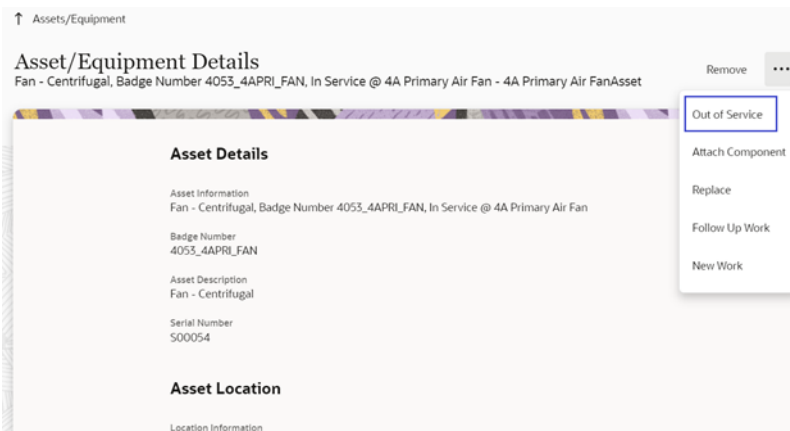 ↑ Assets/Equipment
Asset/Equipment Details
Fan - Centrifugal, Badge Number 4053_4APRI_FAN, In Service @ 4A Primary Air Fan - 4A Primary Air FanAsset
Remove ...
Out of Service
Attach Component
Replace
Follow Up Work
New Work
Asset Details
Asset Information
Fan - Centrifugal, Badge Number 4053_4APRI_FAN, In Service @ 4A Primary Air Fan
Badge Number
4053_4APRI_FAN
Asset Description
Fan - Centrifugal
Serial Number
S00054
Asset Location
Location Information